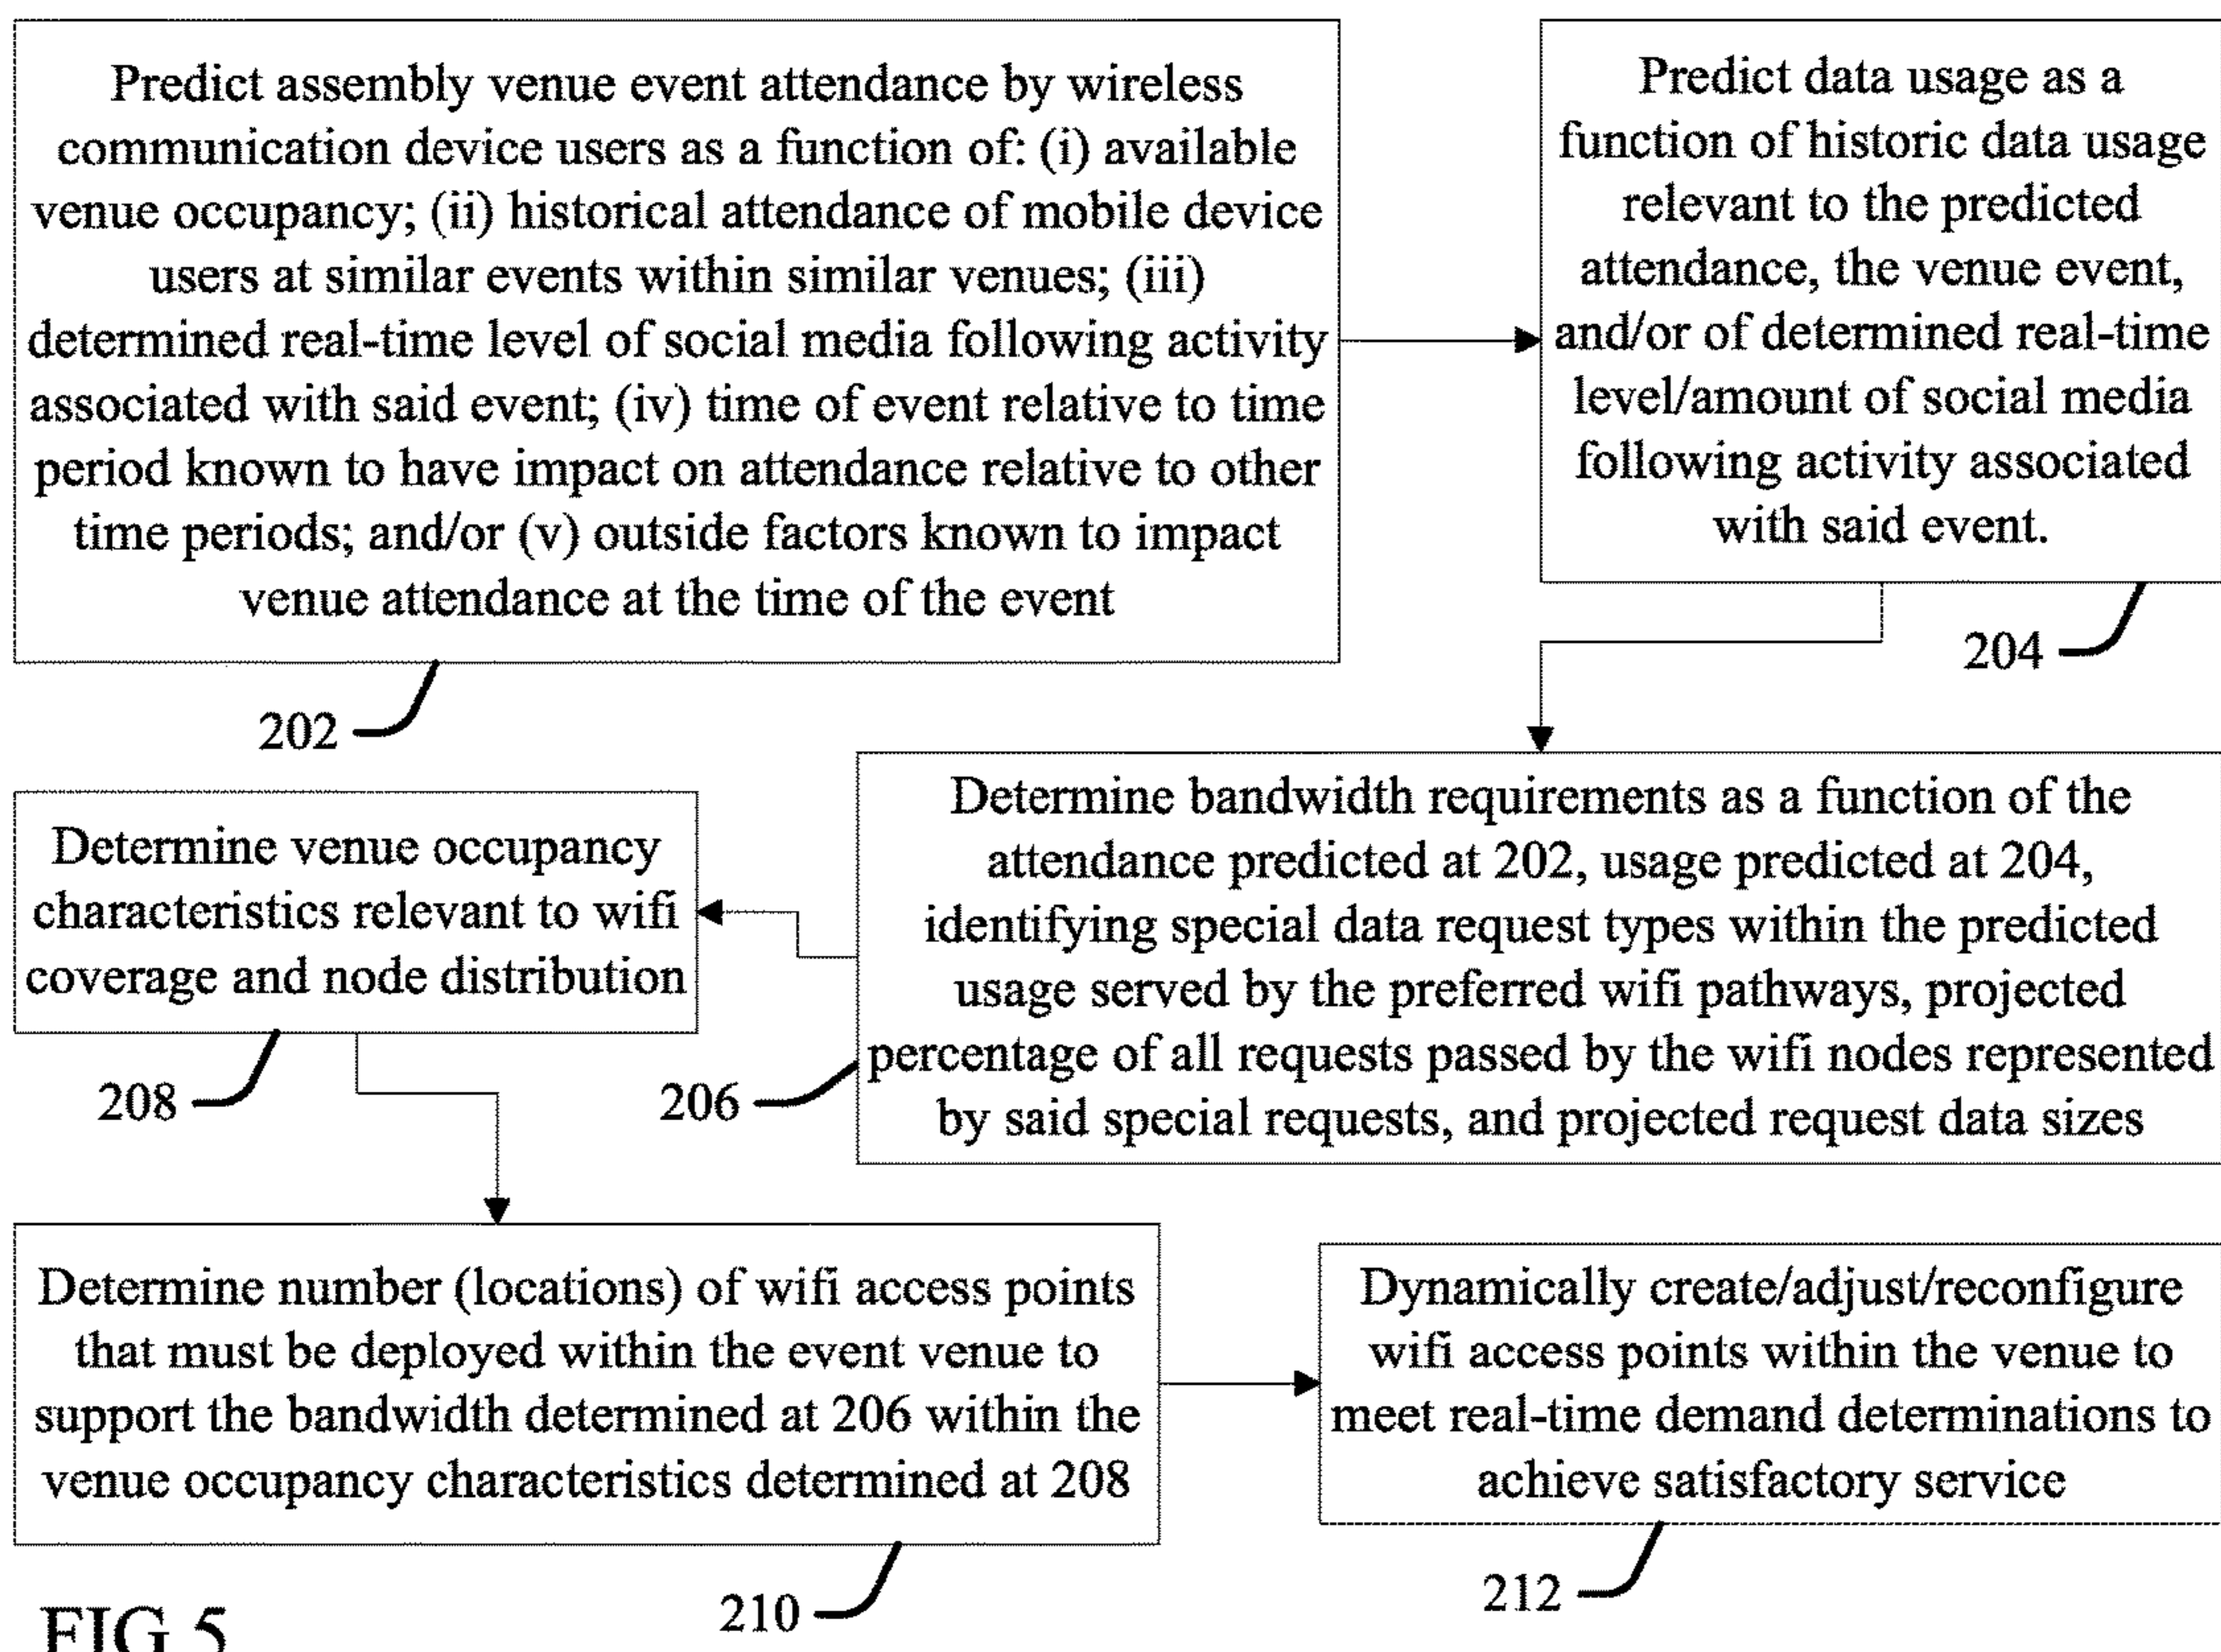 Predict assembly venue event attendance by wireless
communication device users as a function of: (i) available
venue occupancy; (ii) historical attendance of mobile device
users at similar events within similar venues; (iii)
determined real-time level of social media following activity
associated with said event; (iv) time of event relative to time
period known to have impact on attendance relative to other
time periods; and/or (v) outside factors known to impact
venue attendance at the time of the event
202
Predict data usage as a
function of historic data usage
relevant to the predicted
attendance, the venue event,
and/or of determined real-time
level/amount of social media
following activity associated
with said event.
204
Determine bandwidth requirements as a function of the
attendance predicted at 202, usage predicted at 204,
identifying special data request types within the predicted
usage served by the preferred wifi pathways, projected
percentage of all requests passed by the wifi nodes represented
by said special requests, and projected request data sizes
206
Determine venue occupancy
characteristics relevant to wifi
coverage and node distribution
208
Determine number (locations) of wifi access points
that must be deployed within the event venue to
support the bandwidth determined at 206 within the
venue occupancy characteristics determined at 208
210
Dynamically create/adjust/reconfigure
wifi access points within the venue to
meet real-time demand determinations to
achieve satisfactory service
212
FIG 5